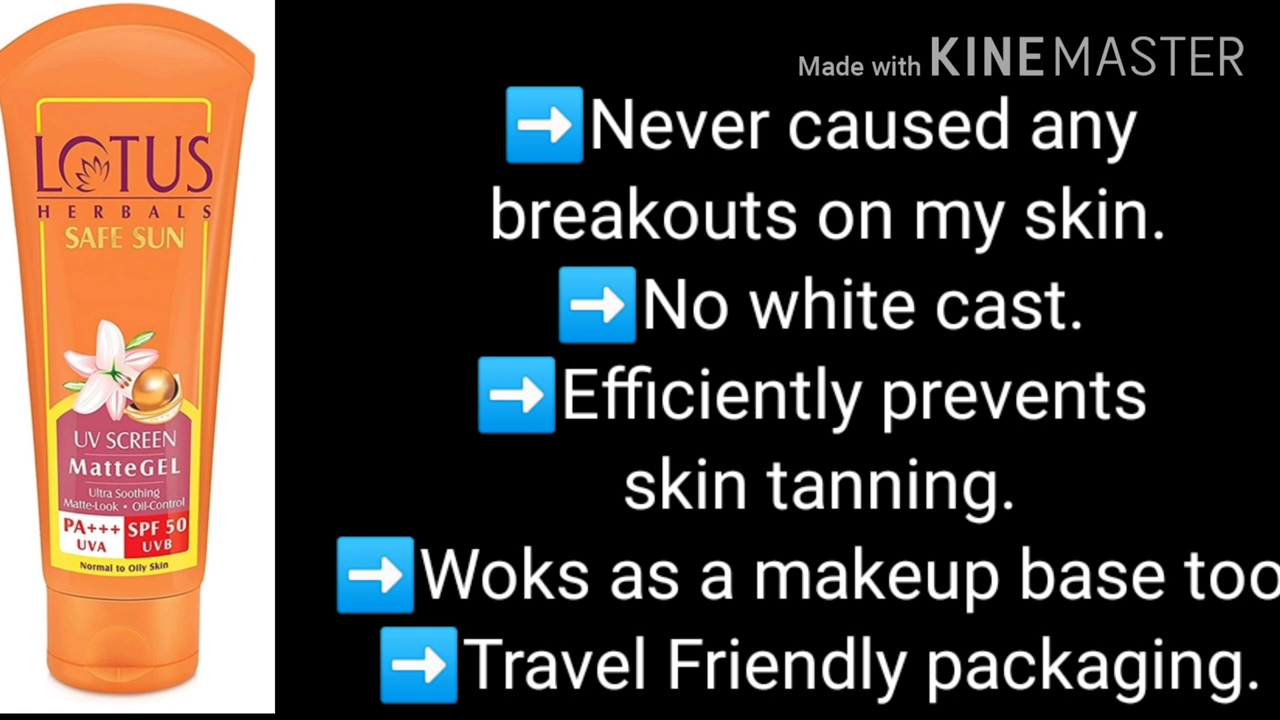 LOTUS
HERBALS
SAFE SUN
UV SCREEN
MatteGEL
Ultra Soothing
Matte-Look • Oil-Control
PA+++ SPF 50
UVA UVB
Normal to Oily Skin
Made with KINEMASTER
➡Never caused any
breakouts on my skin.
➡No white cast.
➡Efficiently prevents
skin tanning.
➡Woks as a makeup base too
➡Travel Friendly packaging.